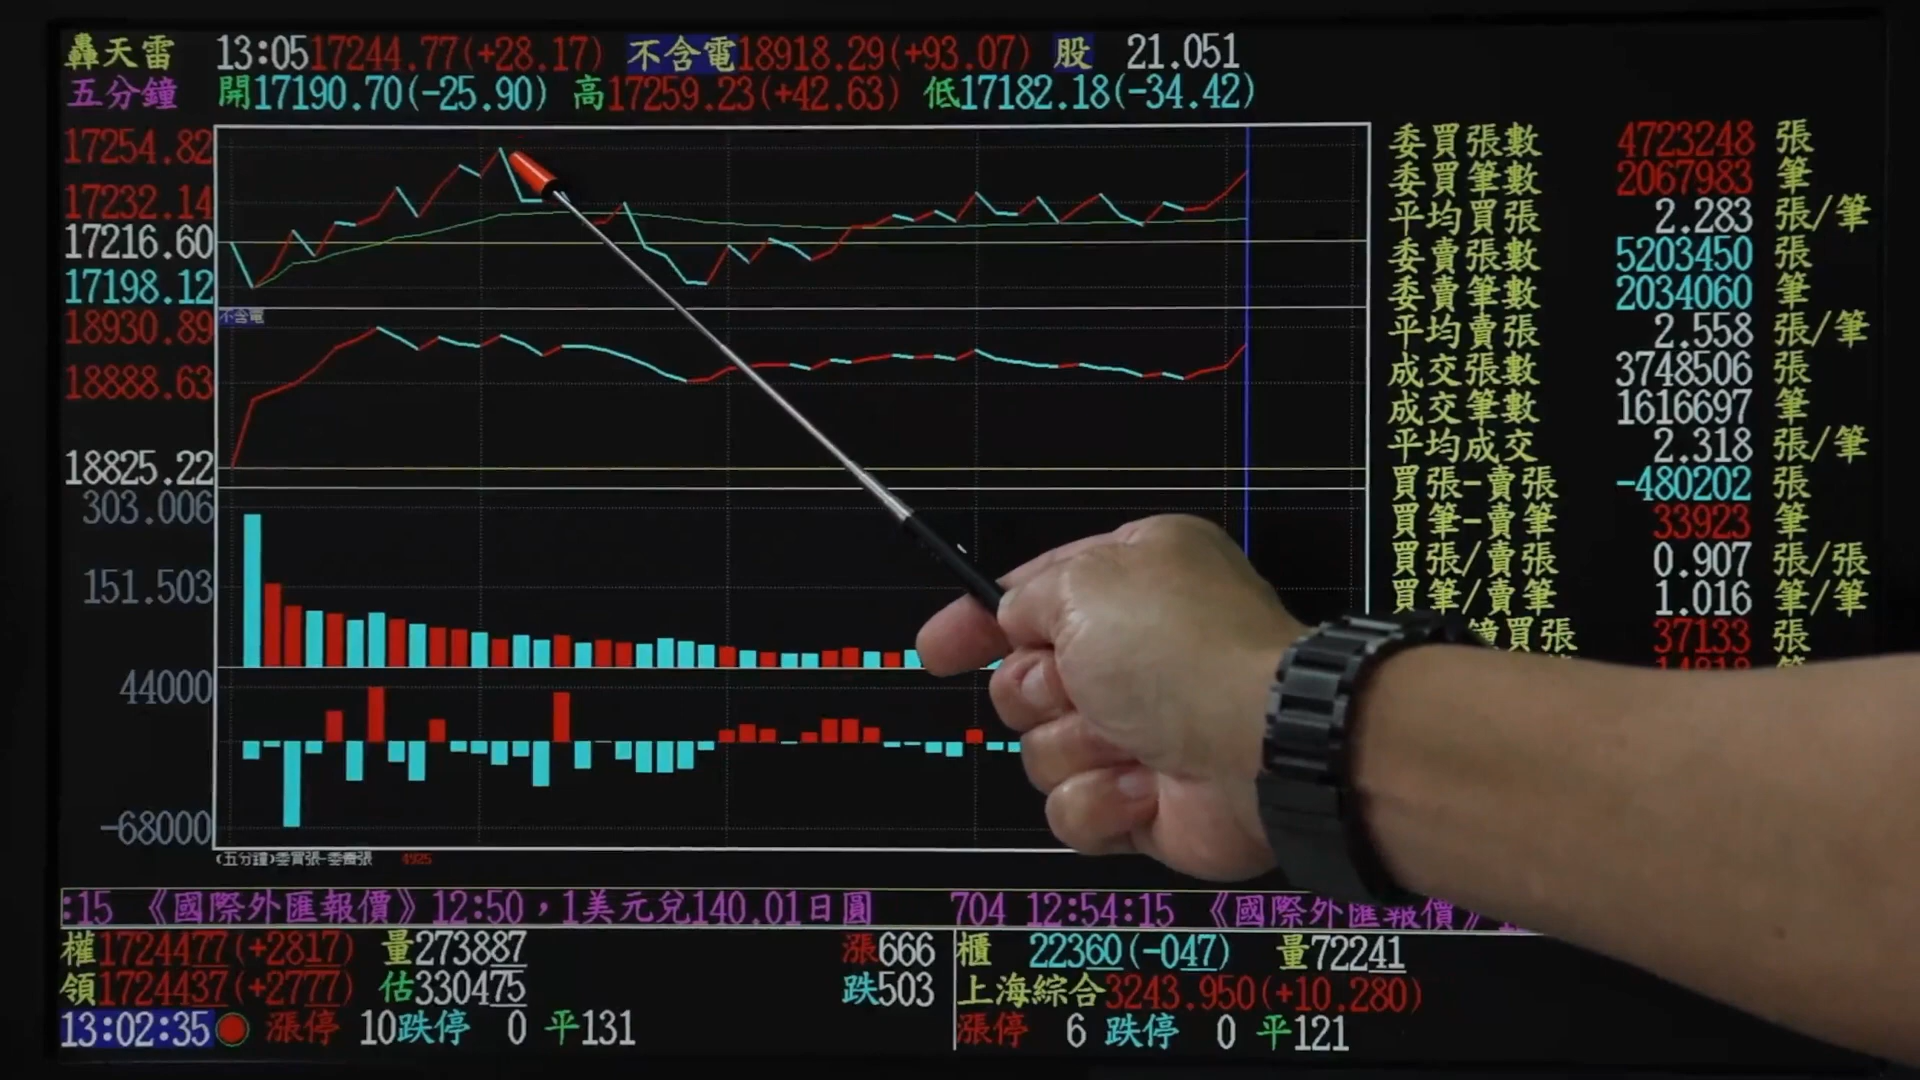 轟天雷 13:05 17244.77(+28.17) 不含電 18918.29(+93.07) 股 21.051
五分鐘 開17190.70(-25.90) 高17259.23(+42.63) 低17182.18(-34.42)
17254.82
17232.14
17216.60
17198.12
不含電
18930.89
18888.63
18825.22
303.006
151.503
44000
-68000
(五分鐘)委買張-委賣張 4925
委買張數 4723248 張
委買筆數 2067983 筆
平均買張 2.283 張/筆
委賣張數 5203450 張
委賣筆數 2034060 筆
平均賣張 2.558 張/筆
成交張數 3748506 張
成交筆數 1616697 筆
平均成交 2.318 張/筆
買張-賣張 -480202 張
買筆-賣筆 33923 筆
買張/賣張 0.907 張/張
買筆/賣筆 1.016 筆/筆
鐘買張 37133 張
:15 《國際外匯報價》12:50,1美元兌140.01日圓 704 12:54:15 《國際外匯報價》
權1724477(+2817) 量273887 漲666 櫃 22360(-047) 量72241
領1724437(+2777) 估330475 跌503 上海綜合3243.950(+10.280)
13:02:35 漲停 10 跌停 0 平131 漲停 6 跌停 0 平121